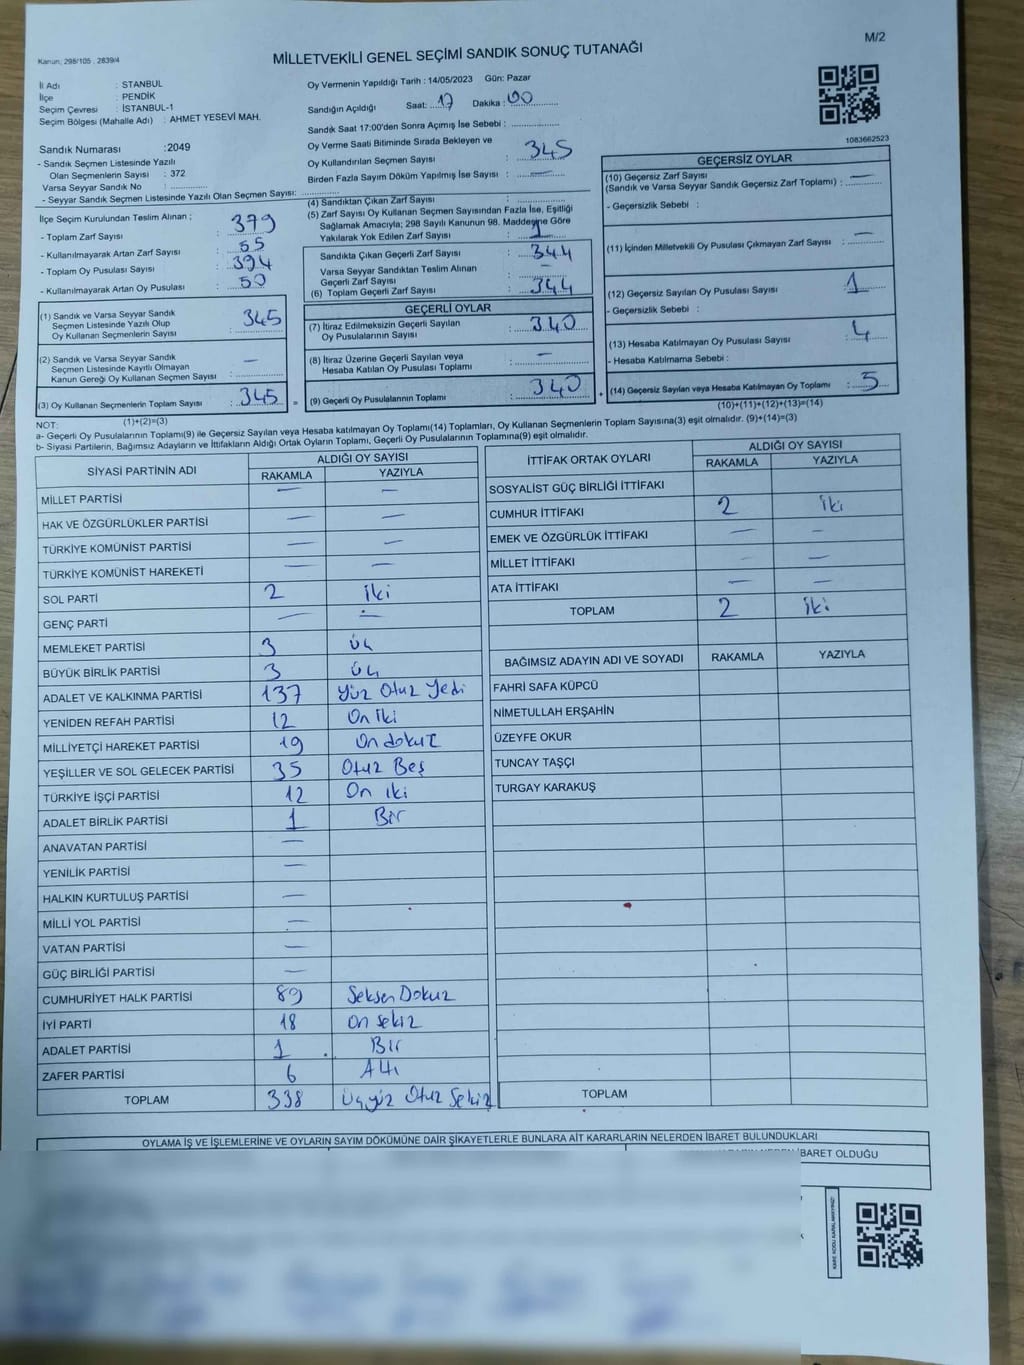 M/2
Kanun: 298/105 , 2839/4
MİLLETVEKİLİ GENEL SEÇİMİ SANDIK SONUÇ TUTANAĞI
İl Adı : STANBUL
İlçe : PENDİK
Seçim Çevresi : İSTANBUL-1
Seçim Bölgesi (Mahalle Adı) : AHMET YESEVİ MAH.
Oy Vermenin Yapıldığı Tarih : 14/05/2023 Gün: Pazar
Sandığın Açıldığı Saat: 17 Dakika : 00
Sandık Saat 17:00'den Sonra Açımış İse Sebebi :
Sandık Numarası :2049
- Sandık Seçmen Listesinde Yazılı
Olan Seçmenlerin Sayısı : 372
Varsa Seyyar Sandık No :
- Seyyar Sandık Seçmen Listesinde Yazılı Olan Seçmen Sayısı:
Oy Verme Saati Bitiminde Sırada Bekleyen ve
Oy Kullandırılan Seçmen Sayısı : 345
Birden Fazla Sayım Döküm Yapılmış İse Sayısı : —
1083662523
İlçe Seçim Kurulundan Teslim Alınan ;
- Toplam Zarf Sayısı : 379
- Kullanılmayarak Artan Zarf Sayısı : 55
- Toplam Oy Pusulası Sayısı : 394
- Kullanılmayarak Artan Oy Pusulası : 50
(4) Sandıktan Çıkan Zarf Sayısı :
(5) Zarf Sayısı Oy Kullanan Seçmen Sayısından Fazla İse, Eşitliği
Sağlamak Amacıyla; 298 Sayılı Kanunun 98. Maddesine Göre
Yakılarak Yok Edilen Zarf Sayısı : 1
Sandıkta Çıkan Geçerli Zarf Sayısı : 344
Varsa Seyyar Sandıktan Teslim Alınan
Geçerli Zarf Sayısı : —
(6) Toplam Geçerli Zarf Sayısı : 344
GEÇERSİZ OYLAR
(10) Geçersiz Zarf Sayısı
(Sandık ve Varsa Seyyar Sandık Geçersiz Zarf Toplamı) : —
- Geçersizlik Sebebi :
(11) İçinden Milletvekili Oy Pusulası Çıkmayan Zarf Sayısı : —
(12) Geçersiz Sayılan Oy Pusulası Sayısı : 1
- Geçersizlik Sebebi :
(13) Hesaba Katılmayan Oy Pusulası Sayısı : 4
- Hesaba Katılmama Sebebi :
(14) Geçersiz Sayılan veya Hesaba Katılmayan Oy Toplamı : 5
(10)+(11)+(12)+(13)=(14)
(1) Sandık ve Varsa Seyyar Sandık
Seçmen Listesinde Yazılı Olup
Oy Kullanan Seçmenlerin Sayısı : 345
(2) Sandık ve Varsa Seyyar Sandık
Seçmen Listesinde Kayıtlı Olmayan
Kanun Gereği Oy Kullanan Seçmen Sayısı : —
(3) Oy Kullanan Seçmenlerin Toplam Sayısı : 345
(1)+(2)=(3)
GEÇERLİ OYLAR
(7) İtiraz Edilmeksizin Geçerli Sayılan
Oy Pusulalarının Sayısı : 340
(8) İtiraz Üzerine Geçerli Sayılan veya
Hesaba Katılan Oy Pusulası Toplamı : —
= (9) Geçerli Oy Pusulalarının Toplamı : 340 +
NOT:
a- Geçerli Oy Pusulalarının Toplamı(9) ile Geçersiz Sayılan veya Hesaba katılmayan Oy Toplamı(14) Toplamları, Oy Kullanan Seçmenlerin Toplam Sayısına(3) eşit olmalıdır. (9)+(14)=(3)
b- Siyasi Partilerin, Bağımsız Adayların ve İttifakların Aldığı Ortak Oyların Toplamı, Geçerli Oy Pusulalarının Toplamına(9) eşit olmalıdır.
SİYASİ PARTİNİN ADI ALDIĞI OY SAYISI
RAKAMLA YAZIYLA
MİLLET PARTİSİ — —
HAK VE ÖZGÜRLÜKLER PARTİSİ — —
TÜRKİYE KOMÜNİST PARTİSİ — —
TÜRKİYE KOMÜNİST HAREKETİ — —
SOL PARTİ 2 iki
GENÇ PARTİ — —
MEMLEKET PARTİSİ 3 üç
BÜYÜK BİRLİK PARTİSİ 3 üç
ADALET VE KALKINMA PARTİSİ 137 Yüz Otuz Yedi
YENİDEN REFAH PARTİSİ 12 On iki
MİLLİYETÇİ HAREKET PARTİSİ 19 On dokuz
YEŞİLLER VE SOL GELECEK PARTİSİ 35 Otuz Beş
TÜRKİYE İŞÇİ PARTİSİ 12 On iki
ADALET BİRLİK PARTİSİ 1 Bir
ANAVATAN PARTİSİ —
YENİLİK PARTİSİ —
HALKIN KURTULUŞ PARTİSİ —
MİLLİ YOL PARTİSİ —
VATAN PARTİSİ —
GÜÇ BİRLİĞİ PARTİSİ —
CUMHURİYET HALK PARTİSİ 89 Seksen Dokuz
İYİ PARTİ 18 On sekiz
ADALET PARTİSİ 1 Bir
ZAFER PARTİSİ 6 Altı
TOPLAM 338 Üçyüz Otuz Sekiz
İTTİFAK ORTAK OYLARI ALDIĞI OY SAYISI
RAKAMLA YAZIYLA
SOSYALİST GÜÇ BİRLİĞİ İTTİFAKI
CUMHUR İTTİFAKI 2 iki
EMEK VE ÖZGÜRLÜK İTTİFAKI — —
MİLLET İTTİFAKI — —
ATA İTTİFAKI — —
TOPLAM 2 iki
BAĞIMSIZ ADAYIN ADI VE SOYADI RAKAMLA YAZIYLA
FAHRİ SAFA KÜPCÜ
NİMETULLAH ERŞAHİN
ÜZEYFE OKUR
TUNCAY TAŞÇI
TURGAY KARAKUŞ
TOPLAM
OYLAMA İŞ VE İŞLEMLERİNE VE OYLARIN SAYIM DÖKÜMÜNE DAİR ŞİKAYETLERLE BUNLARA AİT KARARLARIN NELERDEN İBARET BULUNDUKLARI
İBARET OLDUĞU
KARE KODU KARALAMAYINIZ!